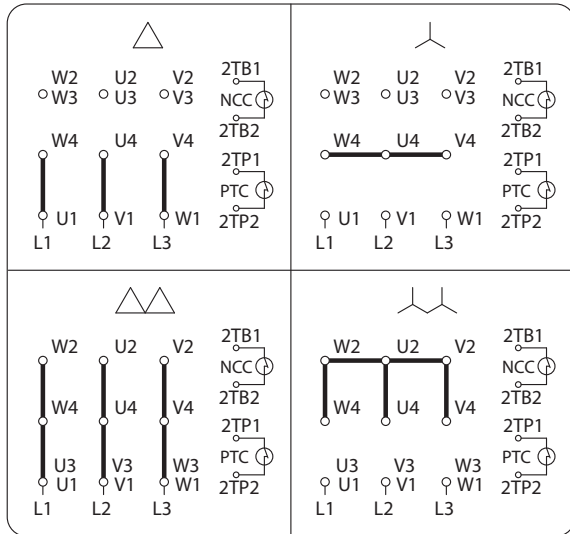 W2 U2 V2 2TB1
W3 U3 V3 NCC
2TB2
W4 U4 V4 2TP1
PTC
U1 V1 W1 2TP2
L1 L2 L3
W2 U2 V2 2TB1
W3 U3 V3 NCC
2TB2
W4 U4 V4 2TP1
PTC
U1 V1 W1 2TP2
L1 L2 L3
W2 U2 V2 2TB1
NCC
2TB2
W4 U4 V4 2TP1
U3 V3 W3 PTC
U1 V1 W1 2TP2
L1 L2 L3
W2 U2 V2 2TB1
NCC
2TB2
W4 U4 V4 2TP1
U3 V3 W3 PTC
U1 V1 W1 2TP2
L1 L2 L3